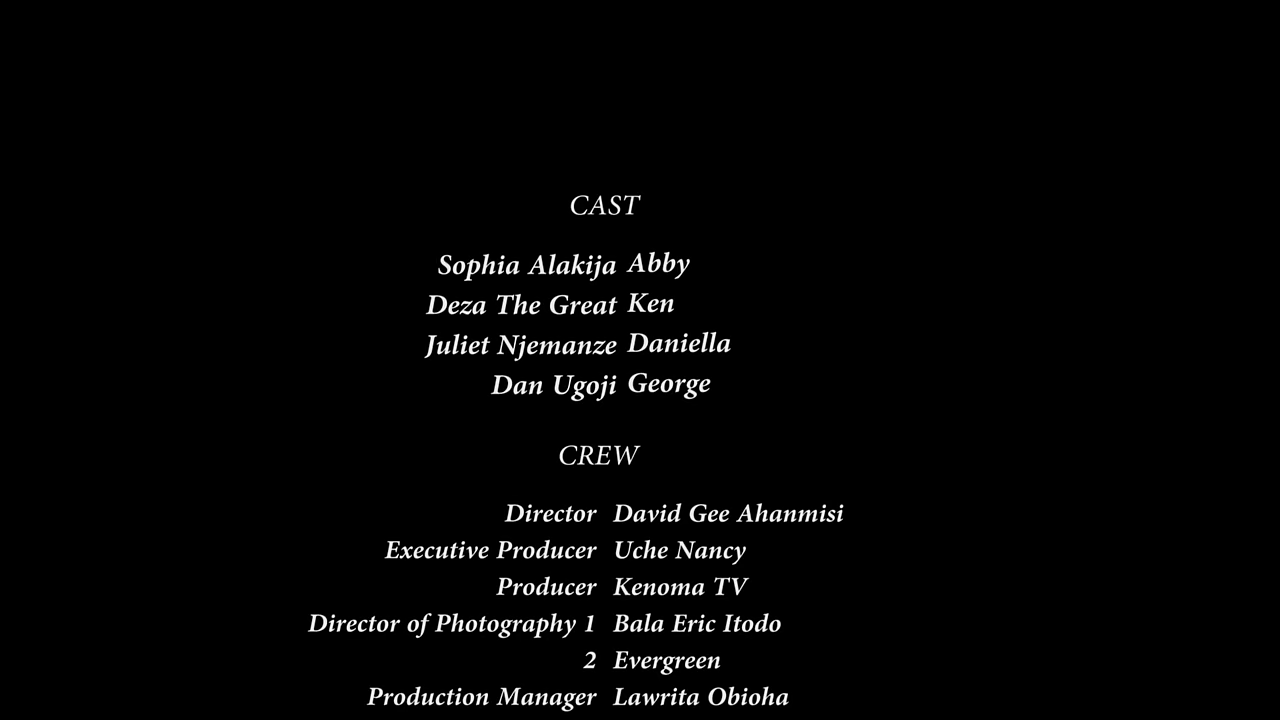 CAST
Sophia Alakija Abby
Deza The Great Ken
Juliet Njemanze Daniella
Dan Ugoji George
CREW
Director David Gee Ahanmisi
Executive Producer Uche Nancy
Producer Kenoma TV
Director of Photography 1 Bala Eric Itodo
2 Evergreen
Production Manager Lawrita Obioha